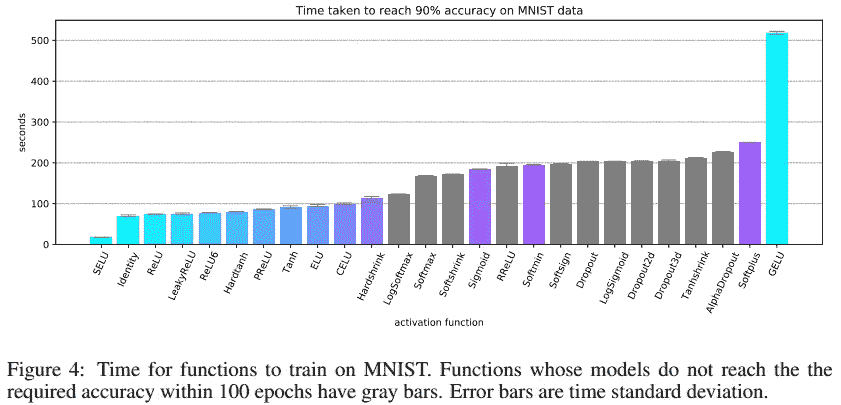 Time taken to reach 90% accuracy on MNIST data
seconds
500
400
300
200
100
0
SELU
Identity
ReLU
LeakyReLU
ReLU6
Hardtanh
PReLU
Tanh
ELU
CELU
Hardshrink
LogSoftmax
Softmax
Softshrink
Sigmoid
RReLU
Softmin
Softsign
Dropout
LogSigmoid
Dropout2d
Dropout3d
Tanhshrink
AlphaDropout
Softplus
GELU
activation function
Figure 4: Time for functions to train on MNIST. Functions whose models do not reach the the
required accuracy within 100 epochs have gray bars. Error bars are time standard deviation.